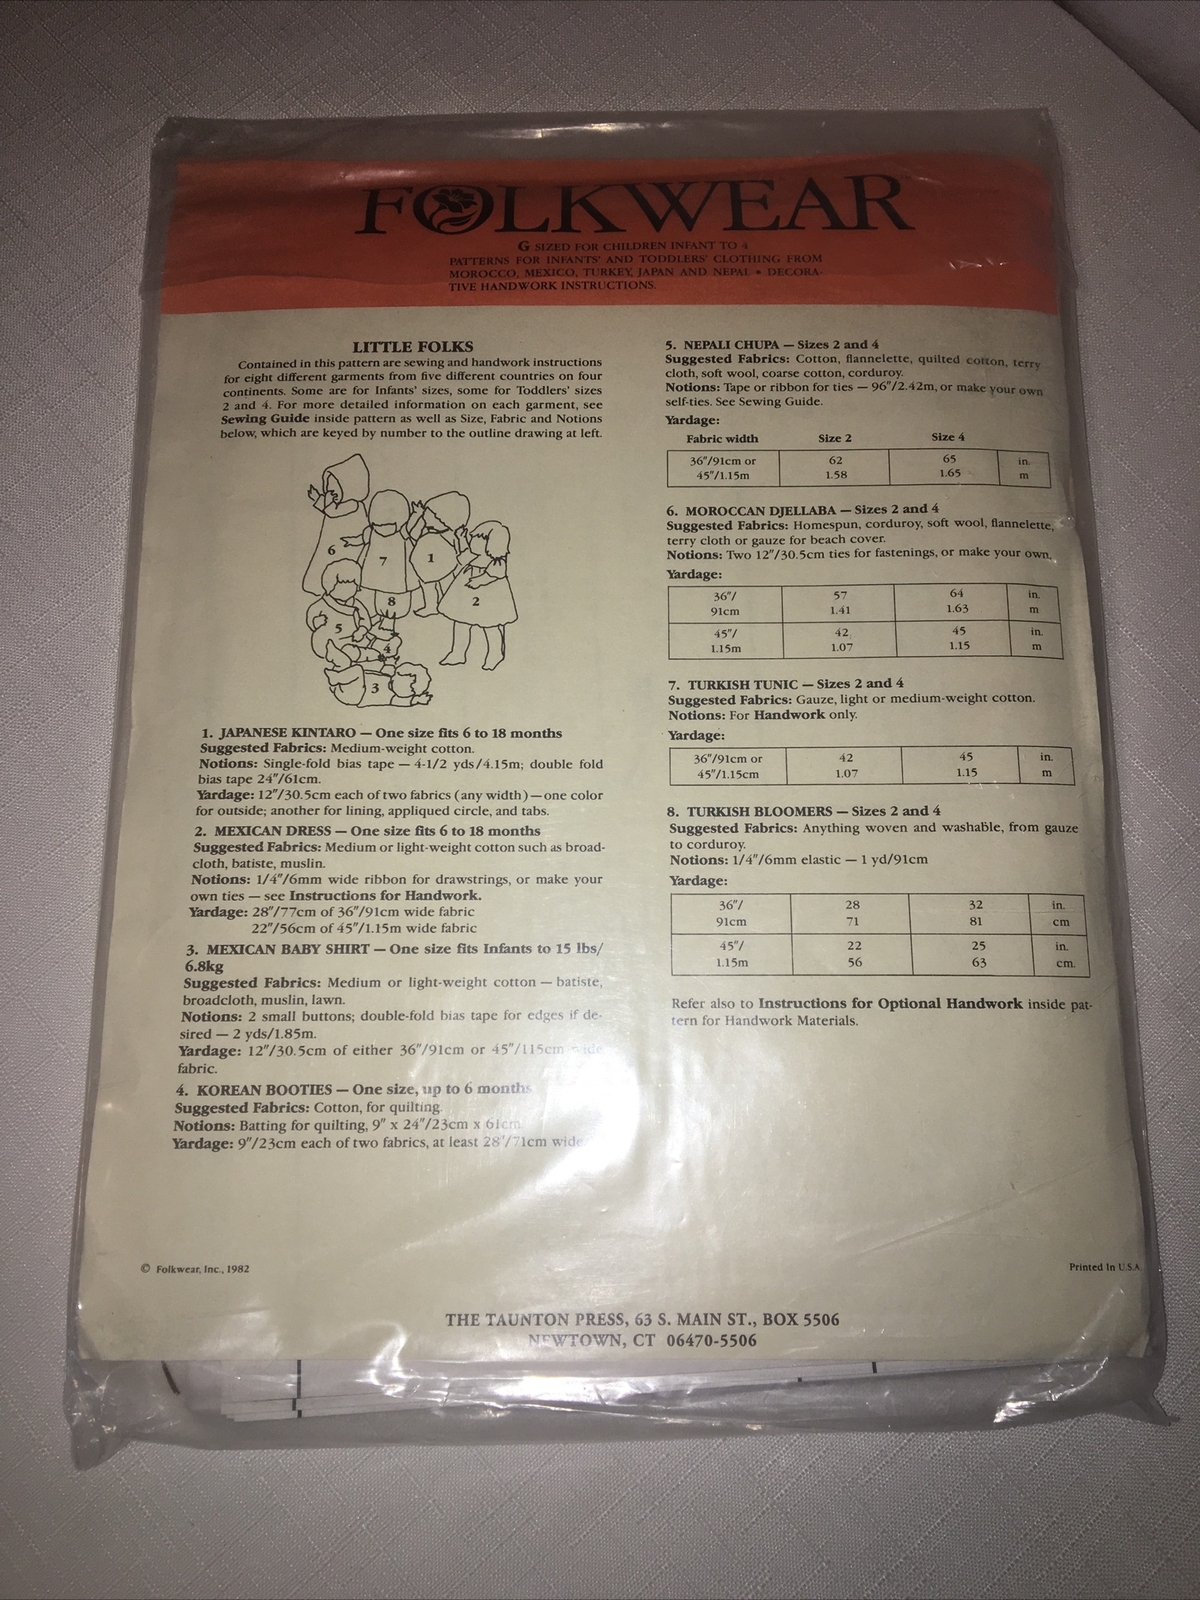 FOLKWEAR
G SIZED FOR CHILDREN INFANT TO 4
PATTERNS FOR INFANTS' AND TODDLERS' CLOTHING FROM
MOROCCO, MEXICO, TURKEY, JAPAN AND NEPAL • DECORA-
TIVE HANDWORK INSTRUCTIONS.
LITTLE FOLKS
Contained in this pattern are sewing and handwork instructions
for eight different garments from five different countries on four
continents. Some are for Infants' sizes, some for Toddlers' sizes
2 and 4. For more detailed information on each garment, see
Sewing Guide inside pattern as well as Size, Fabric and Notions
below, which are keyed by number to the outline drawing at left.
6
7
1
2
8
5
4
3
1. JAPANESE KINTARO — One size fits 6 to 18 months
Suggested Fabrics: Medium-weight cotton.
Notions: Single-fold bias tape — 4-1/2 yds/4.15m; double fold
bias tape 24"/61cm.
Yardage: 12"/30.5cm each of two fabrics (any width)—one color
for outside; another for lining, appliqued circle, and tabs.
2. MEXICAN DRESS — One size fits 6 to 18 months
Suggested Fabrics: Medium or light-weight cotton such as broad-
cloth, batiste, muslin.
Notions: 1/4"/6mm wide ribbon for drawstrings, or make your
own ties — see Instructions for Handwork.
Yardage: 28"/77cm of 36"/91cm wide fabric
22"/56cm of 45"/1.15m wide fabric
3. MEXICAN BABY SHIRT — One size fits Infants to 15 lbs/
6.8kg
Suggested Fabrics: Medium or light-weight cotton — batiste,
broadcloth, muslin, lawn.
Notions: 2 small buttons; double-fold bias tape for edges if de-
sired — 2 yds/1.85m.
Yardage: 12"/30.5cm of either 36"/91cm or 45"/115cm wide
fabric.
4. KOREAN BOOTIES — One size, up to 6 months
Suggested Fabrics: Cotton, for quilting.
Notions: Batting for quilting, 9" x 24"/23cm x 61cm
Yardage: 9"/23cm each of two fabrics, at least 28"/71cm wide
5. NEPALI CHUPA — Sizes 2 and 4
Suggested Fabrics: Cotton, flannelette, quilted cotton, terry
cloth, soft wool, coarse cotton, corduroy.
Notions: Tape or ribbon for ties — 96"/2.42m, or make your own
self-ties. See Sewing Guide.
Yardage:
Fabric width Size 2 Size 4
36"/91cm or 62 65 in.
45"/1.15m 1.58 1.65 m
6. MOROCCAN DJELLABA — Sizes 2 and 4
Suggested Fabrics: Homespun, corduroy, soft wool, flannelette,
terry cloth or gauze for beach cover.
Notions: Two 12"/30.5cm ties for fastenings, or make your own.
Yardage:
36"/ 57 64 in.
91cm 1.41 1.63 m
45"/ 42 45 in.
1.15m 1.07 1.15 m
7. TURKISH TUNIC — Sizes 2 and 4
Suggested Fabrics: Gauze, light or medium-weight cotton.
Notions: For Handwork only.
Yardage:
36"/91cm or 42 45 in.
45"/1.15cm 1.07 1.15 m
8. TURKISH BLOOMERS — Sizes 2 and 4
Suggested Fabrics: Anything woven and washable, from gauze
to corduroy.
Notions: 1/4"/6mm elastic — 1 yd/91cm
Yardage:
36"/ 28 32 in.
91cm 71 81 cm
45"/ 22 25 in.
1.15m 56 63 cm.
Refer also to Instructions for Optional Handwork inside pat-
tern for Handwork Materials.
© Folkwear, Inc., 1982
Printed In U.S.A.
THE TAUNTON PRESS, 63 S. MAIN ST., BOX 5506
NEWTOWN, CT 06470-5506